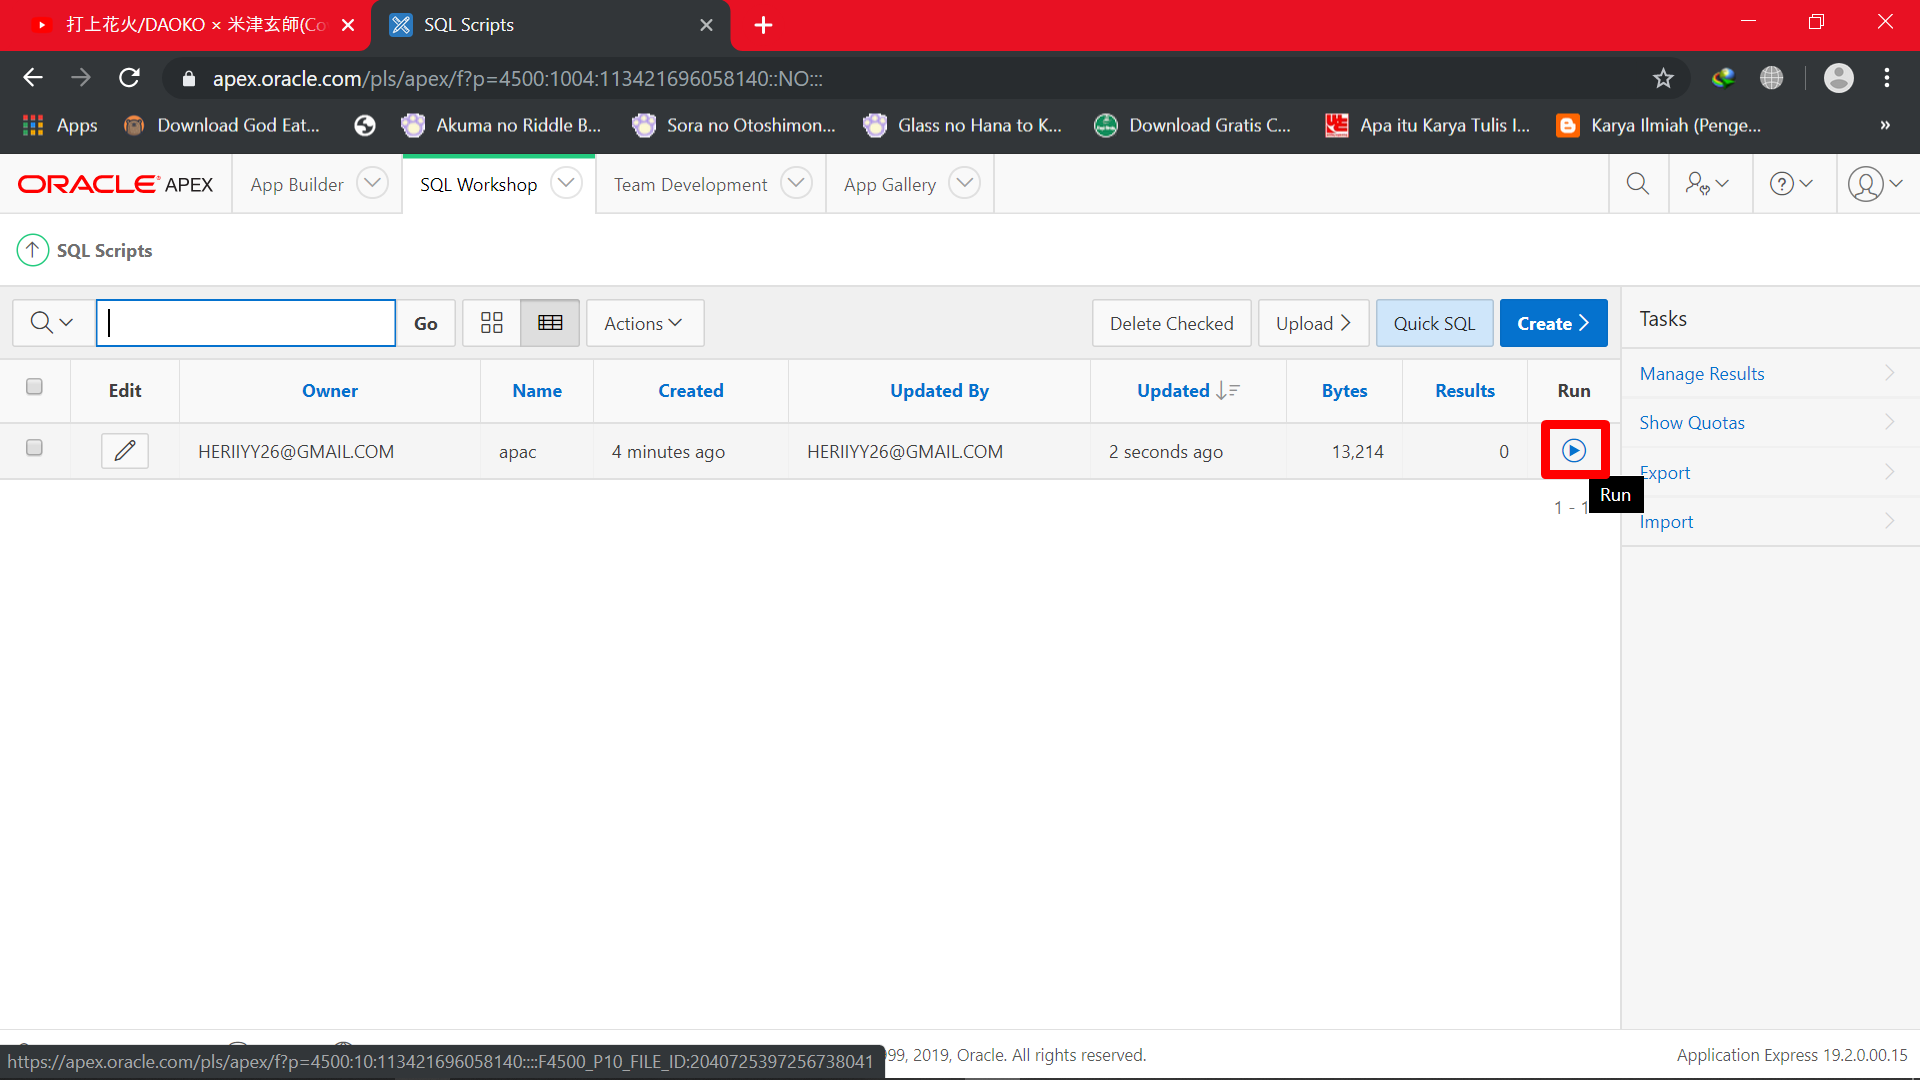 打上花火/DAOKO × 米津玄師(Co
SQL Scripts
apex.oracle.com/pls/apex/f?p=4500:1004:113421696058140::NO:::
Apps
Download God Eat...
Akuma no Riddle B...
Sora no Otoshimon...
Glass no Hana to K...
Download Gratis C...
Apa itu Karya Tulis I...
Karya Ilmiah (Penge...
»
ORACLE APEX
App Builder
SQL Workshop
Team Development
App Gallery
SQL Scripts
Go
Actions
Delete Checked
Upload
Quick SQL
Create
Tasks
Edit
Owner
Name
Created
Updated By
Updated
Bytes
Results
Run
HERIIYY26@GMAIL.COM
apac
4 minutes ago
HERIIYY26@GMAIL.COM
2 seconds ago
13,214
0
Run
1 - 1
Manage Results
Show Quotas
Export
Import
https://apex.oracle.com/pls/apex/f?p=4500:10:113421696058140::::F4500_P10_FILE_ID:2040725397256738041
99, 2019, Oracle. All rights reserved.
Application Express 19.2.0.00.15